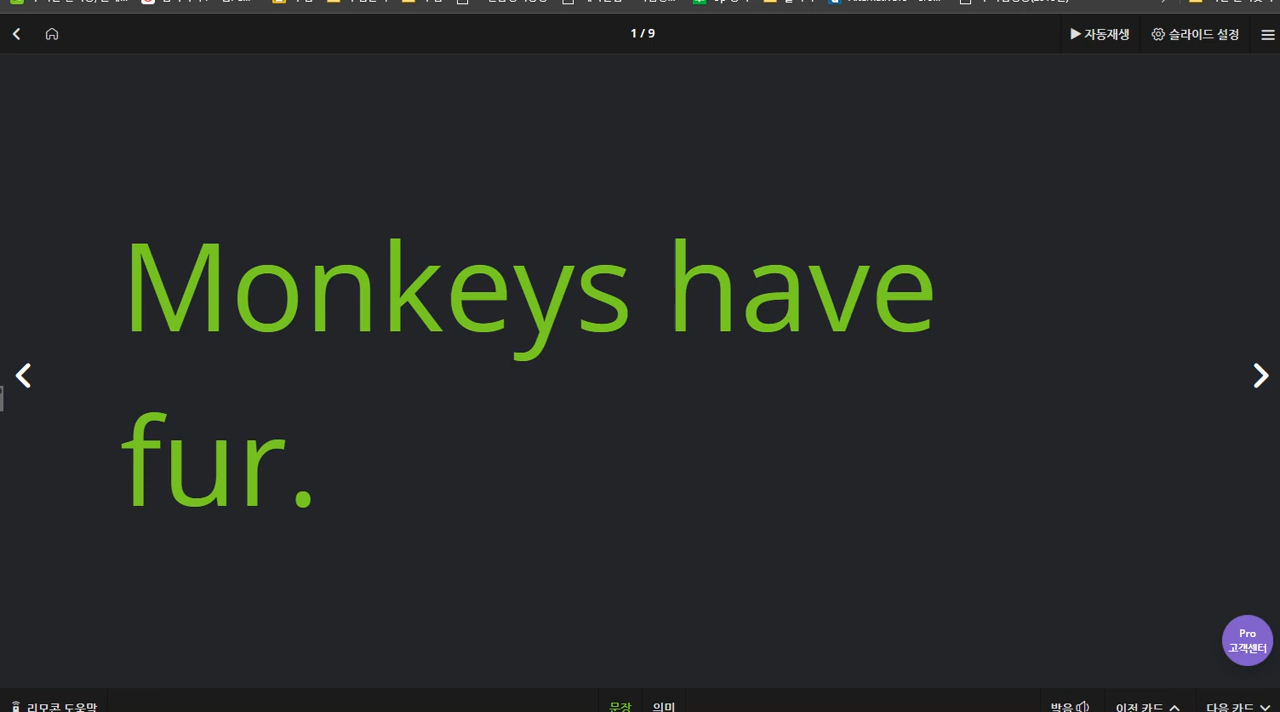 1 / 9
자동재생
슬라이드 설정
Monkeys have
fur.
Pro
고객센터
리모콘 도움말
문장
의미
발음
이전 카드
다음 카드